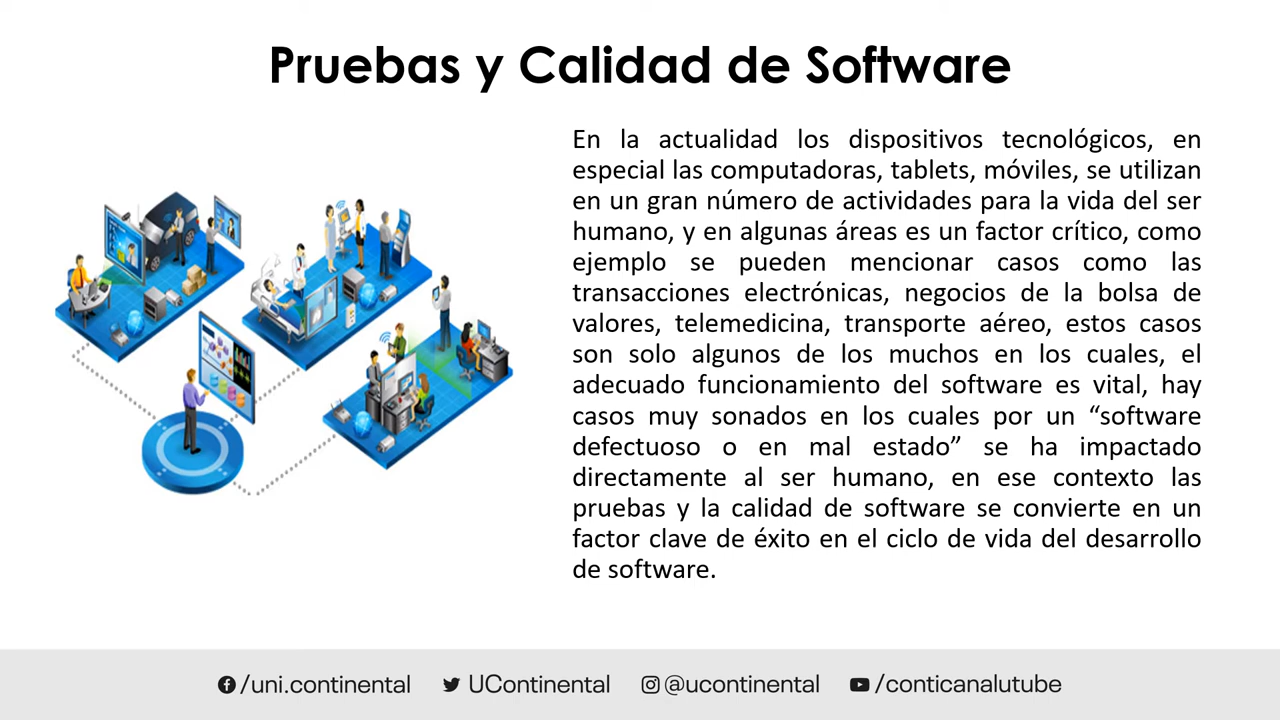 Pruebas y Calidad de Software
En la actualidad los dispositivos tecnológicos, en
especial las computadoras, tablets, móviles, se utilizan
en un gran número de actividades para la vida del ser
humano, y en algunas áreas es un factor crítico, como
ejemplo se pueden mencionar casos como las
transacciones electrónicas, negocios de la bolsa de
valores, telemedicina, transporte aéreo, estos casos
son solo algunos de los muchos en los cuales, el
adecuado funcionamiento del software es vital, hay
casos muy sonados en los cuales por un “software
defectuoso o en mal estado” se ha impactado
directamente al ser humano, en ese contexto las
pruebas y la calidad de software se convierte en un
factor clave de éxito en el ciclo de vida del desarrollo
de software.
/uni.continental UContinental @ucontinental /conticanalutube